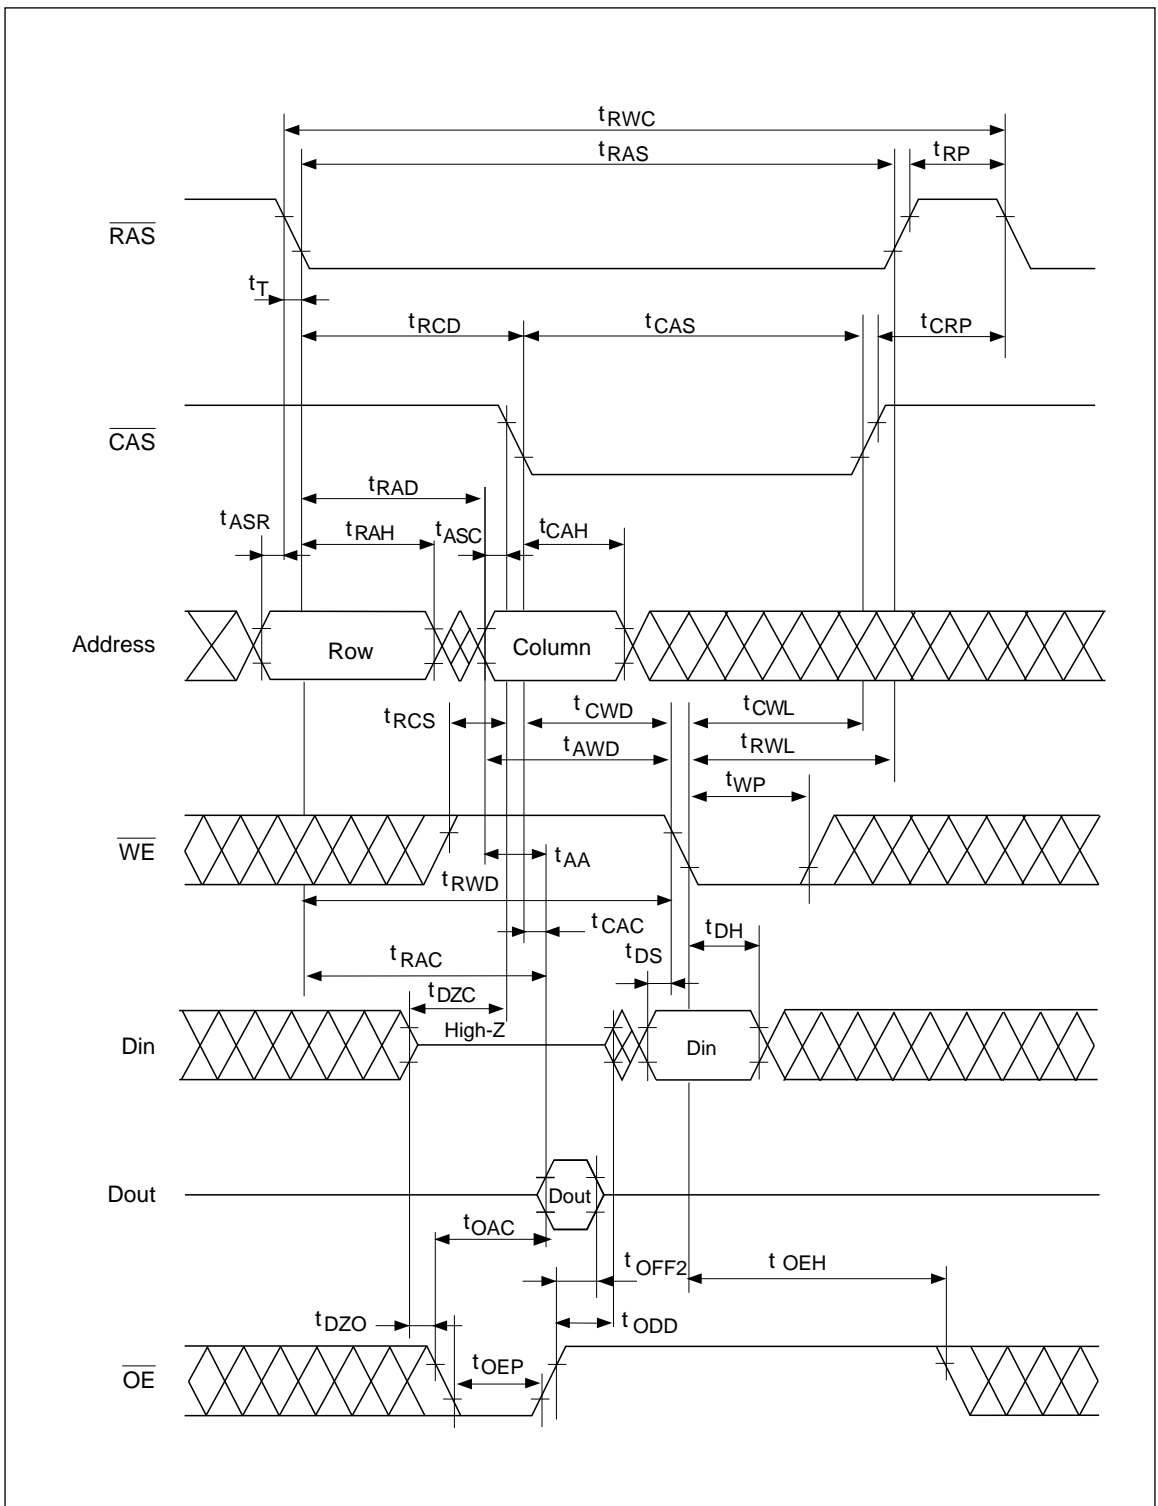 tRWC
tRAS
tRP
RAS
tT
tRCD
tCAS
tCRP
CAS
tRAD
tASR
tRAH
tASC
tCAH
Address
Row
Column
tRCS
tCWD
tCWL
tAWD
tRWL
tWP
WE
tAA
tRWD
tCAC
tDH
tDS
tRAC
tDZC
High-Z
Din
Din
Dout
Dout
tOAC
tOFF2
tOEH
tDZO
tODD
tOEP
OE